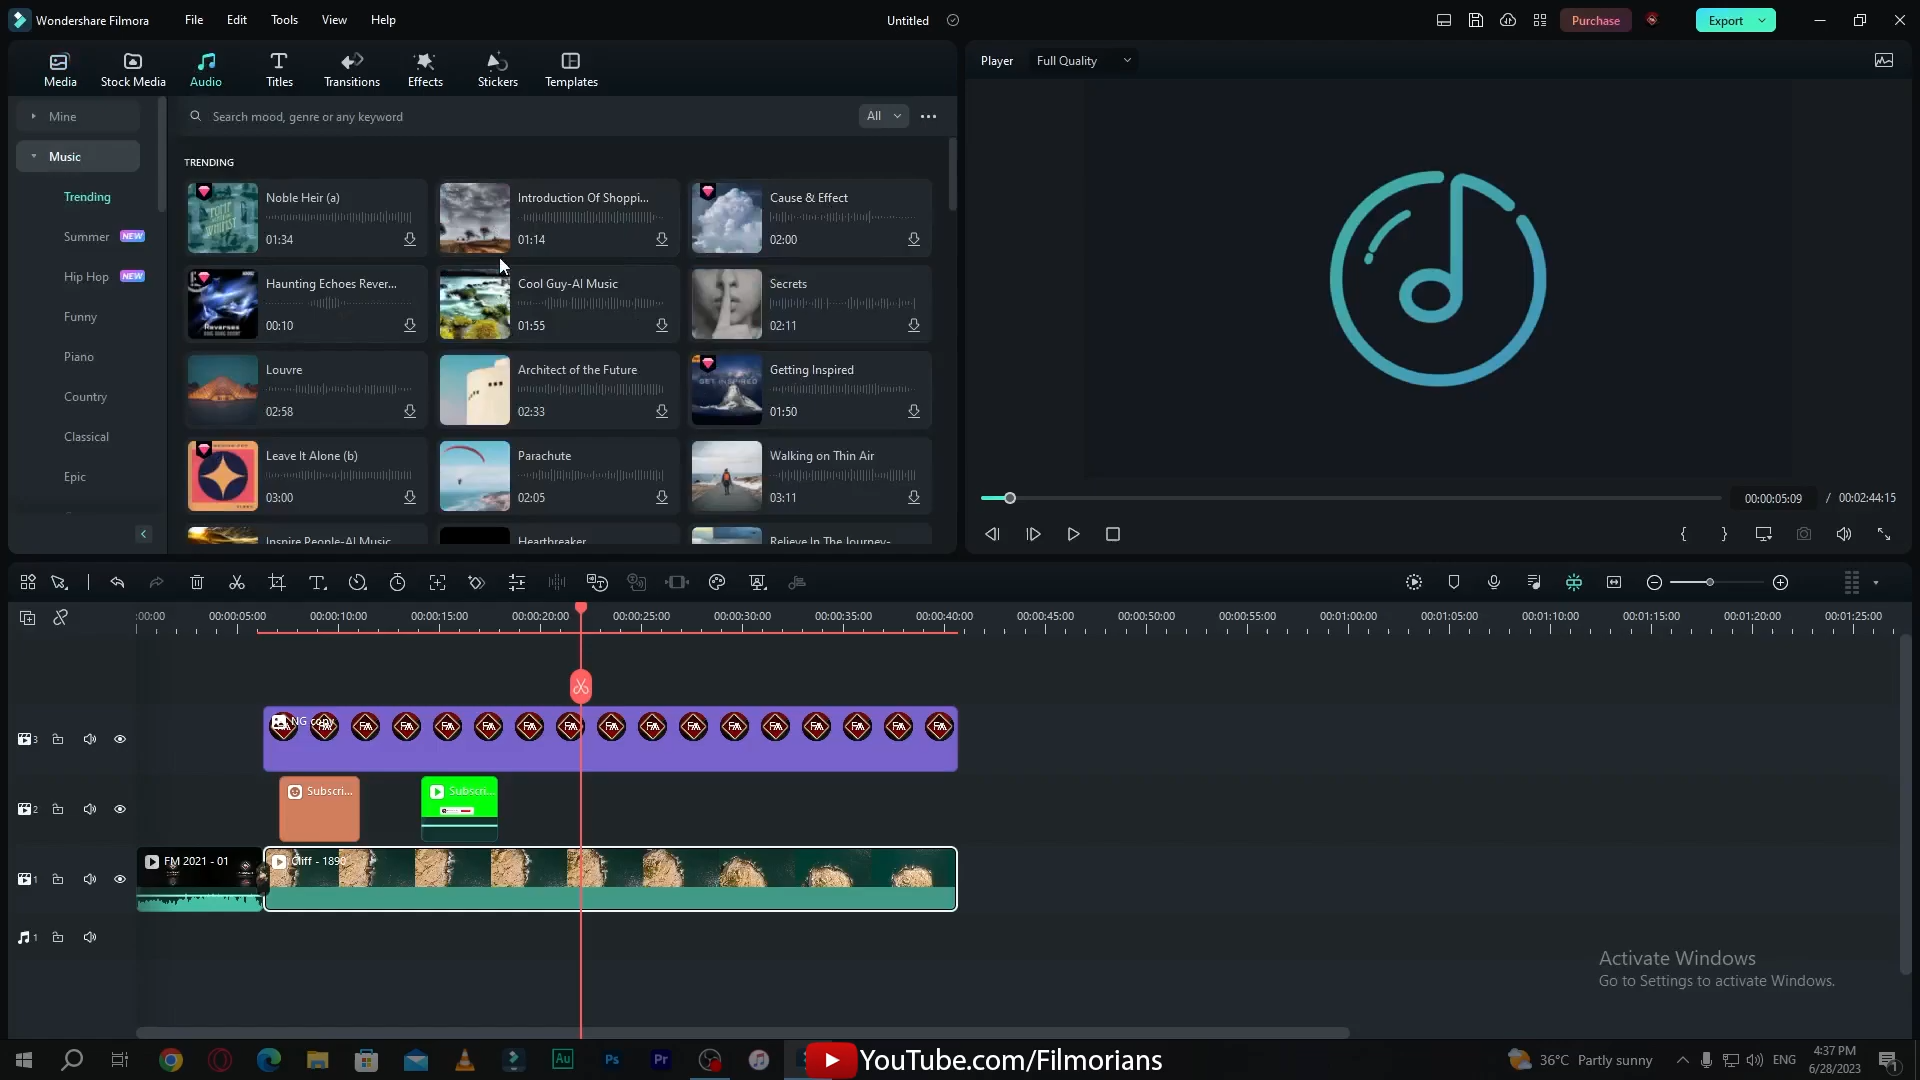 Wondershare Filmora
File
Edit
Tools
View
Help
Untitled
Purchase
Export
Media
Stock Media
Audio
Titles
Transitions
Effects
Stickers
Templates
Player
Full Quality
Mine
Music
Trending
Summer NEW
Hip Hop NEW
Funny
Piano
Country
Classical
Epic
Search mood, genre or any keyword
All
TRENDING
Noble Heir (a)
01:34
Introduction Of Shoppi...
01:14
Cause & Effect
02:00
Haunting Echoes Rever...
00:10
Cool Guy-AI Music
01:55
Secrets
02:11
Louvre
02:58
Architect of the Future
02:33
GET INSPIRED
Getting Inspired
01:50
Leave It Alone (b)
03:00
Parachute
02:05
Walking on Thin Air
03:11
Inspire People-AI Music
Heartbreaker
Believe In The Journey-
00:00:05:09 / 00:02:44:15
:00:00
00:00:05:00
00:00:10:00
00:00:15:00
00:00:20:00
00:00:25:00
00:00:30:00
00:00:35:00
00:00:40:00
00:00:45:00
00:00:50:00
00:00:55:00
00:01:00:00
00:01:05:00
00:01:10:00
00:01:15:00
00:01:20:00
00:01:25:00
3
NG copy
2
Subscri...
Subscri...
1
FM 2021 - 01
Cliff - 1890
1
Activate Windows
Go to Settings to activate Windows.
Au
Ps
Pr
YouTube.com/Filmorians
36°C Partly sunny
ENG
4:37 PM
6/28/2023
1